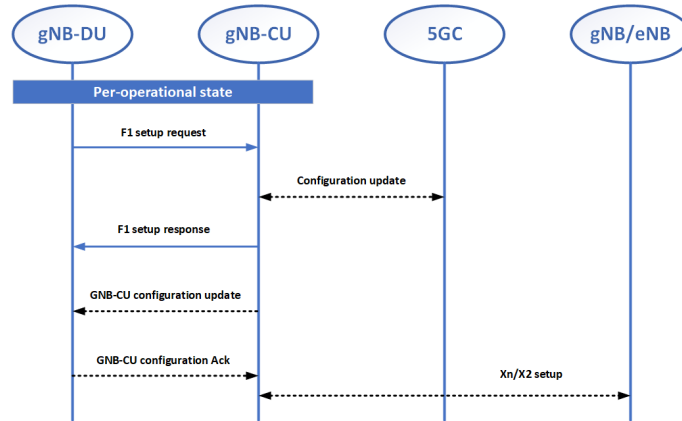 gNB-DU
gNB-CU
5GC
gNB/eNB
Per-operational state
F1 setup request
Configuration update
F1 setup response
GNB-CU configuration update
GNB-CU configuration Ack
Xn/X2 setup